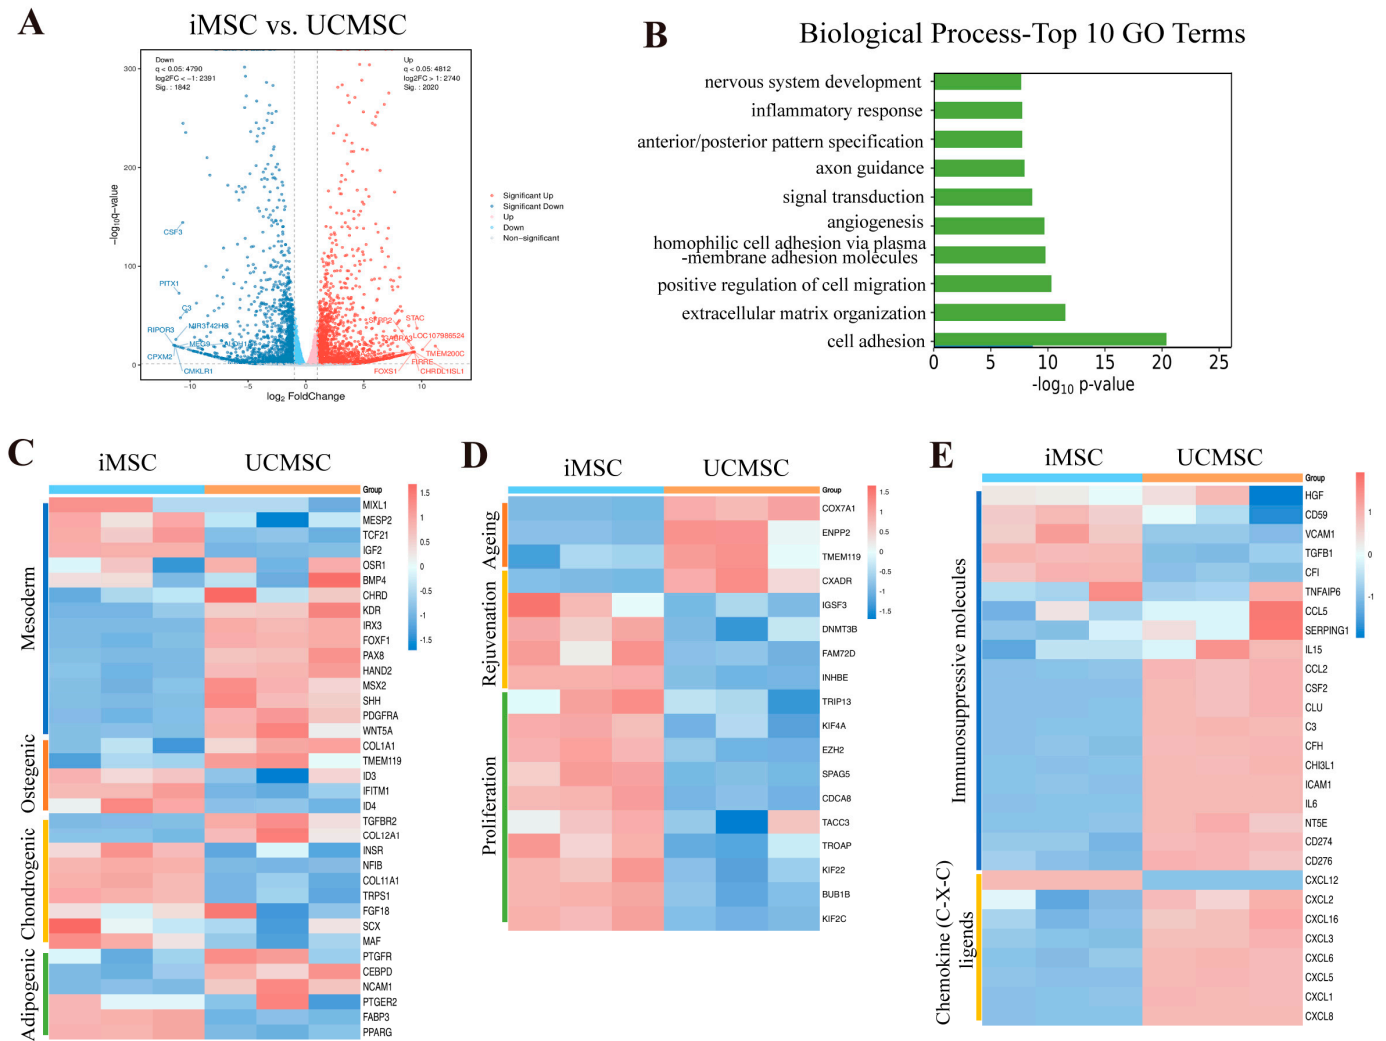 A
iMSC vs. UCMSC
Down
q < 0.05: 4790
log2FC < −1: 2391
Sig. : 1842
Up
q < 0.05: 4812
log2FC > 1: 2740
Sig. : 2020
300
200
100
0
−log10q−value
CSF3
PITX1
C3
RIPOR3
MIR3142HG
MEG9
CPXM2
CMKLR1
SFRP2
STAC
GABRA3
LOC107986524
TMEM200C
FIRRE
FOXS1
CHRDL1
ISL1
−10
−5
0
5
10
log2 FoldChange
Significant Up
Significant Down
Up
Down
Non−significant
B
Biological Process-Top 10 GO Terms
nervous system development
inflammatory response
anterior/posterior pattern specification
axon guidance
signal transduction
angiogenesis
homophilic cell adhesion via plasma
-membrane adhesion molecules
positive regulation of cell migration
extracellular matrix organization
cell adhesion
0
5
10
15
20
25
-log10 p-value
C
iMSC
UCMSC
Group
Mesoderm
MIXL1
MESP2
TCF21
IGF2
OSR1
BMP4
CHRD
KDR
IRX3
FOXF1
PAX8
HAND2
MSX2
SHH
PDGFRA
WNT5A
Ostegenic
COL1A1
TMEM119
ID3
IFITM1
ID4
Chondrogenic
TGFBR2
COL12A1
INSR
NFIB
COL11A1
TRPS1
FGF18
SCX
MAF
Adipogenic
PTGFR
CEBPD
NCAM1
PTGER2
FABP3
PPARG
1.5
1
0.5
0
-0.5
-1
-1.5
D
iMSC
UCMSC
Group
Ageing
COX7A1
ENPP2
TMEM119
Rejuvenation
CXADR
IGSF3
DNMT3B
FAM72D
INHBE
Proliferation
TRIP13
KIF4A
EZH2
SPAG5
CDCA8
TACC3
TROAP
KIF22
BUB1B
KIF2C
1.5
1
0.5
0
-0.5
-1
-1.5
E
iMSC
UCMSC
Group
Immunosuppressive molecules
HGF
CD59
VCAM1
TGFB1
CFI
TNFAIP6
CCL5
SERPING1
IL15
CCL2
CSF2
CLU
C3
CFH
CHI3L1
ICAM1
IL6
NT5E
CD274
CD276
Chemokine (C-X-C)
ligends
CXCL12
CXCL2
CXCL16
CXCL3
CXCL6
CXCL5
CXCL1
CXCL8
1
0
-1